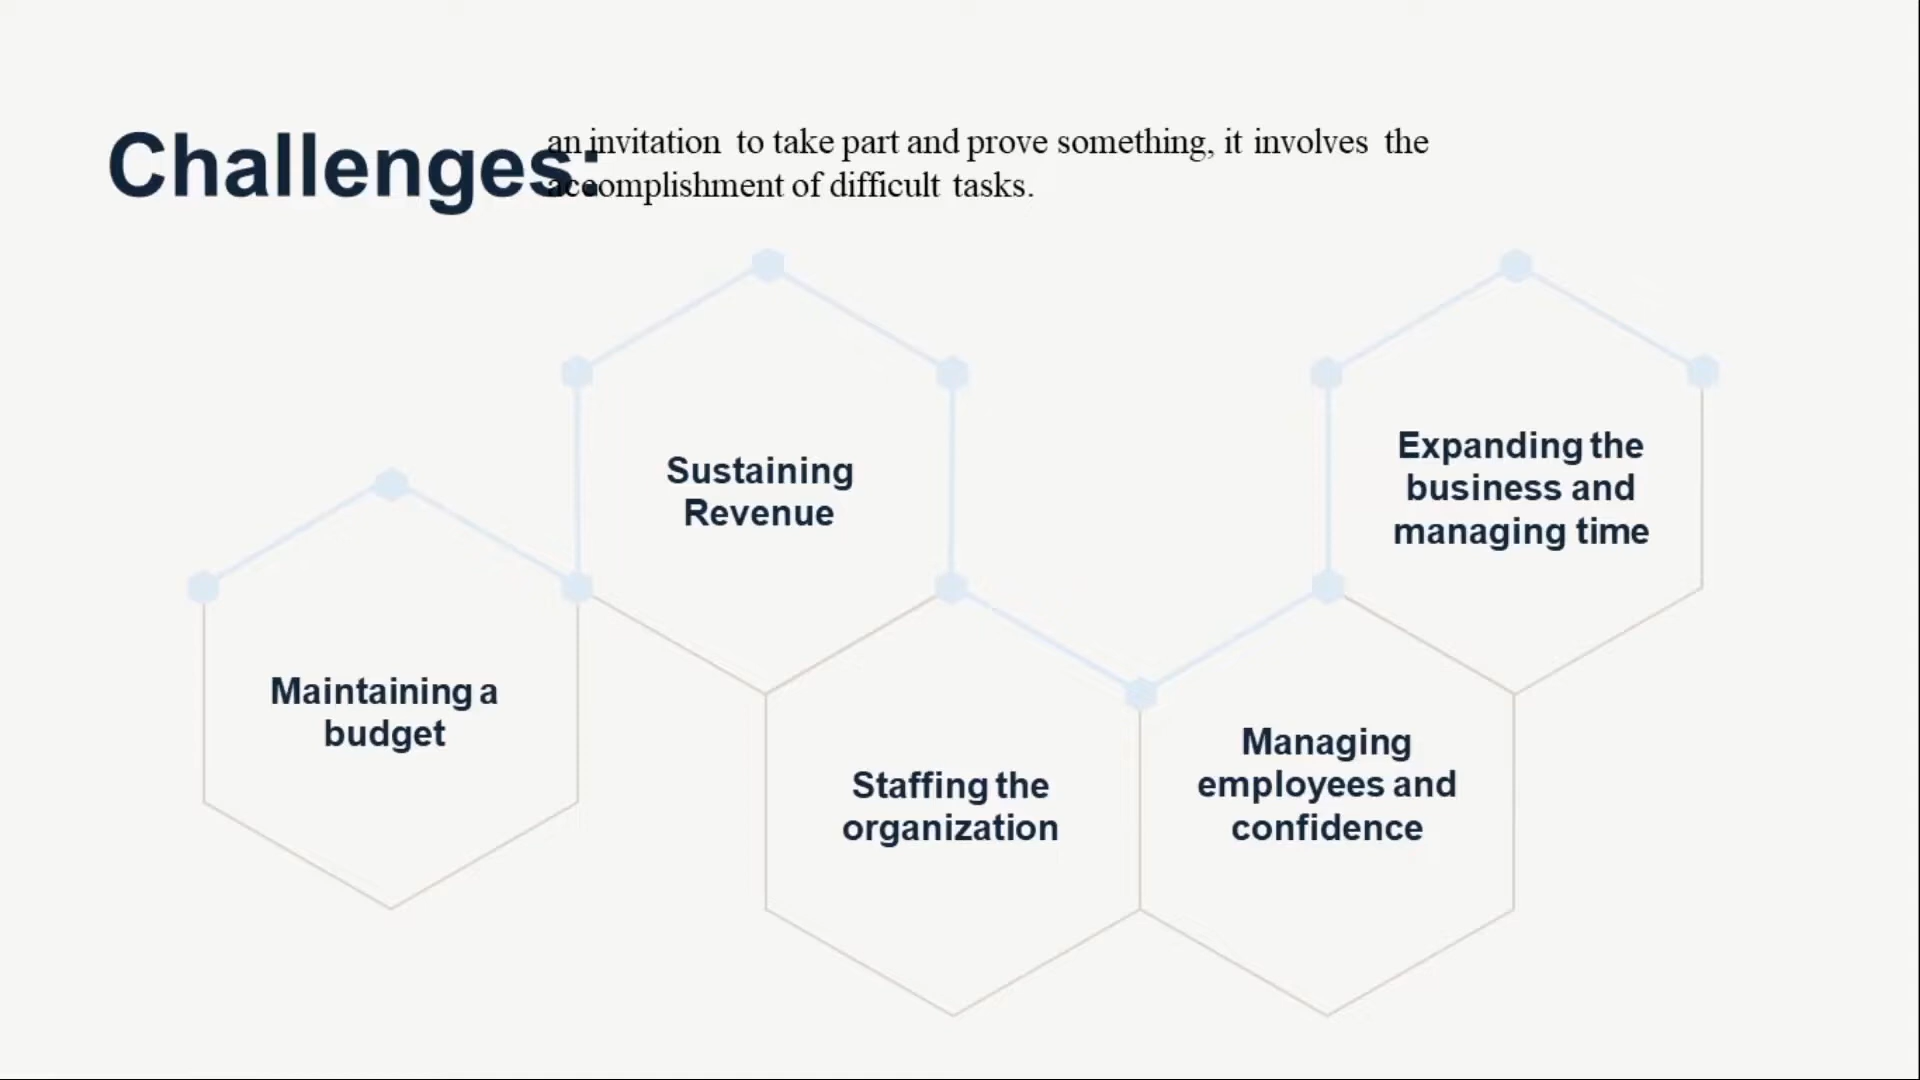 Challenges:
an invitation to take part and prove something, it involves the
accomplishment of difficult tasks.
Sustaining
Revenue
Expanding the
business and
managing time
Maintaining a
budget
Staffing the
organization
Managing
employees and
confidence